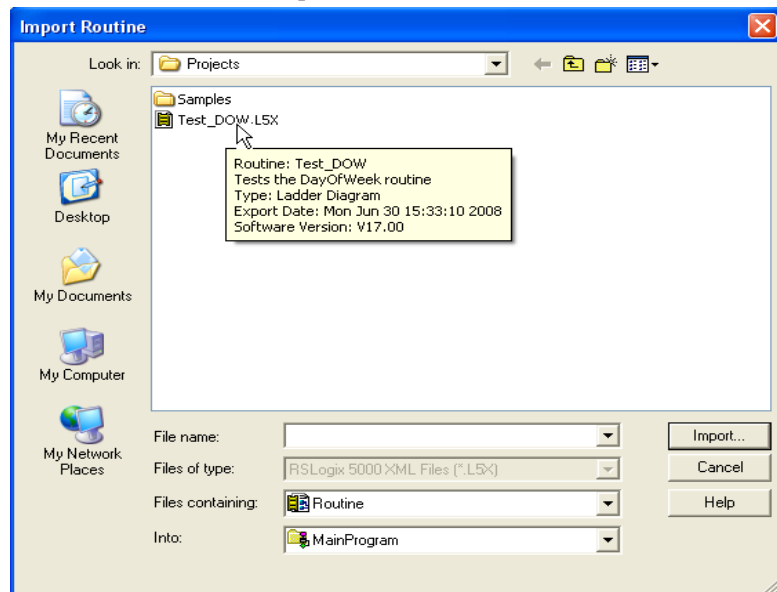 Import Routine
Look in: Projects
Samples
Test_DOW.L5X
Routine: Test_DOW
Tests the DayOfWeek routine
Type: Ladder Diagram
Export Date: Mon Jun 30 15:33:10 2008
Software Version: V17.00
My Recent
Documents
Desktop
My Documents
My Computer
My Network
Places
File name:
Import...
Files of type: RSLogix 5000 XML Files (*.L5X)
Cancel
Files containing: Routine
Help
Into: MainProgram